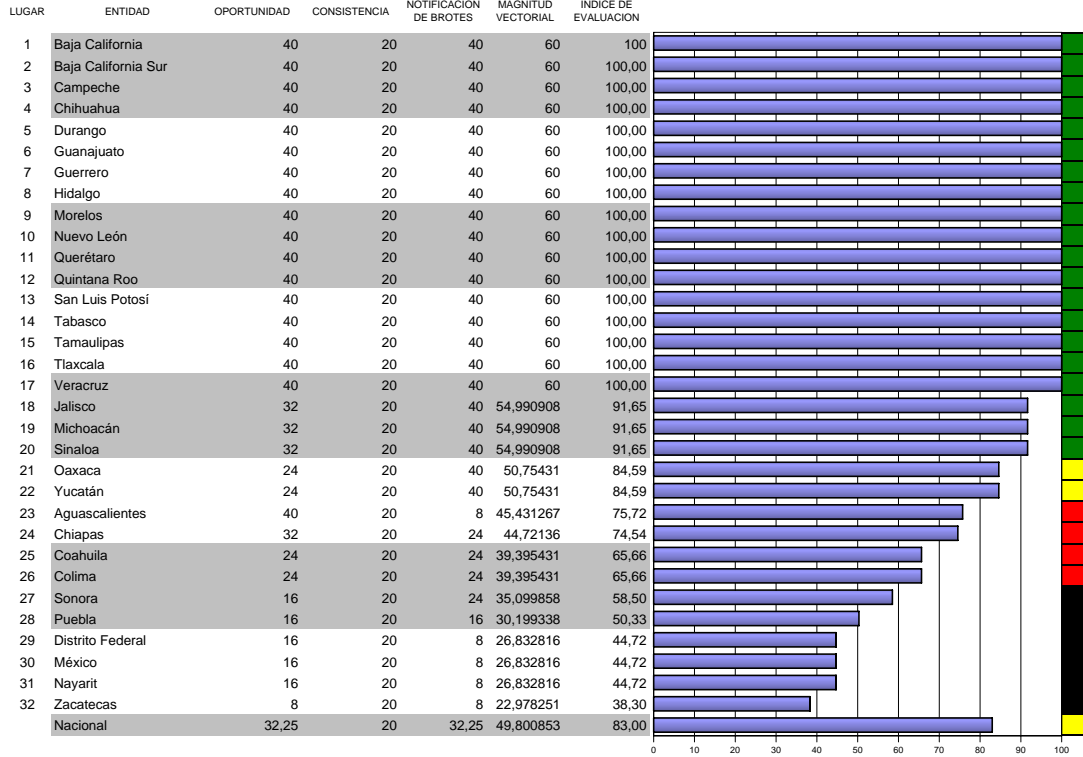 LUGAR ENTIDAD OPORTUNIDAD CONSISTENCIA NOTIFICACION DE BROTES MAGNITUD VECTORIAL INDICE DE EVALUACION
1 Baja California 40 20 40 60 100
2 Baja California Sur 40 20 40 60 100,00
3 Campeche 40 20 40 60 100,00
4 Chihuahua 40 20 40 60 100,00
5 Durango 40 20 40 60 100,00
6 Guanajuato 40 20 40 60 100,00
7 Guerrero 40 20 40 60 100,00
8 Hidalgo 40 20 40 60 100,00
9 Morelos 40 20 40 60 100,00
10 Nuevo León 40 20 40 60 100,00
11 Querétaro 40 20 40 60 100,00
12 Quintana Roo 40 20 40 60 100,00
13 San Luis Potosí 40 20 40 60 100,00
14 Tabasco 40 20 40 60 100,00
15 Tamaulipas 40 20 40 60 100,00
16 Tlaxcala 40 20 40 60 100,00
17 Veracruz 40 20 40 60 100,00
18 Jalisco 32 20 40 54,990908 91,65
19 Michoacán 32 20 40 54,990908 91,65
20 Sinaloa 32 20 40 54,990908 91,65
21 Oaxaca 24 20 40 50,75431 84,59
22 Yucatán 24 20 40 50,75431 84,59
23 Aguascalientes 40 20 8 45,431267 75,72
24 Chiapas 32 20 24 44,72136 74,54
25 Coahuila 24 20 24 39,395431 65,66
26 Colima 24 20 24 39,395431 65,66
27 Sonora 16 20 24 35,099858 58,50
28 Puebla 16 20 16 30,199338 50,33
29 Distrito Federal 16 20 8 26,832816 44,72
30 México 16 20 8 26,832816 44,72
31 Nayarit 16 20 8 26,832816 44,72
32 Zacatecas 8 20 8 22,978251 38,30
Nacional 32,25 20 32,25 49,800853 83,00
0 10 20 30 40 50 60 70 80 90 100